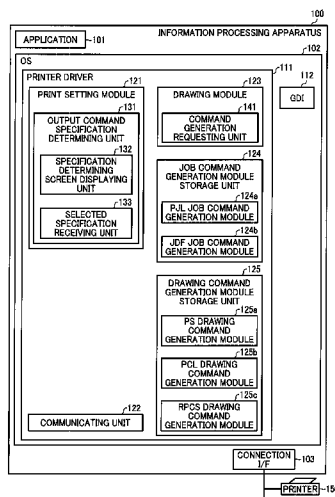 100
INFORMATION PROCESSING APPARATUS
APPLICATION
101
102
OS
111
PRINTER DRIVER
121
PRINT SETTING MODULE
131
OUTPUT COMMAND
SPECIFICATION
DETERMINING UNIT
132
SPECIFICATION
DETERMINING
SCREEN DISPLAYING
UNIT
133
SELECTED
SPECIFICATION
RECEIVING UNIT
123
DRAWING MODULE
141
COMMAND
GENERATION
REQUESTING UNIT
112
GDI
124
JOB COMMAND
GENERATION MODULE
STORAGE UNIT
124a
PJL JOB COMMAND
GENERATION MODULE
124b
JDF JOB COMMAND
GENERATION MODULE
125
DRAWING COMMAND
GENERATION MODULE
STORAGE UNIT
125a
PS DRAWING
COMMAND
GENERATION MODULE
125b
PCL DRAWING
COMMAND
GENERATION MODULE
125c
RPCS DRAWING
COMMAND
GENERATION MODULE
122
COMMUNICATING UNIT
CONNECTION
I/F
103
PRINTER
15